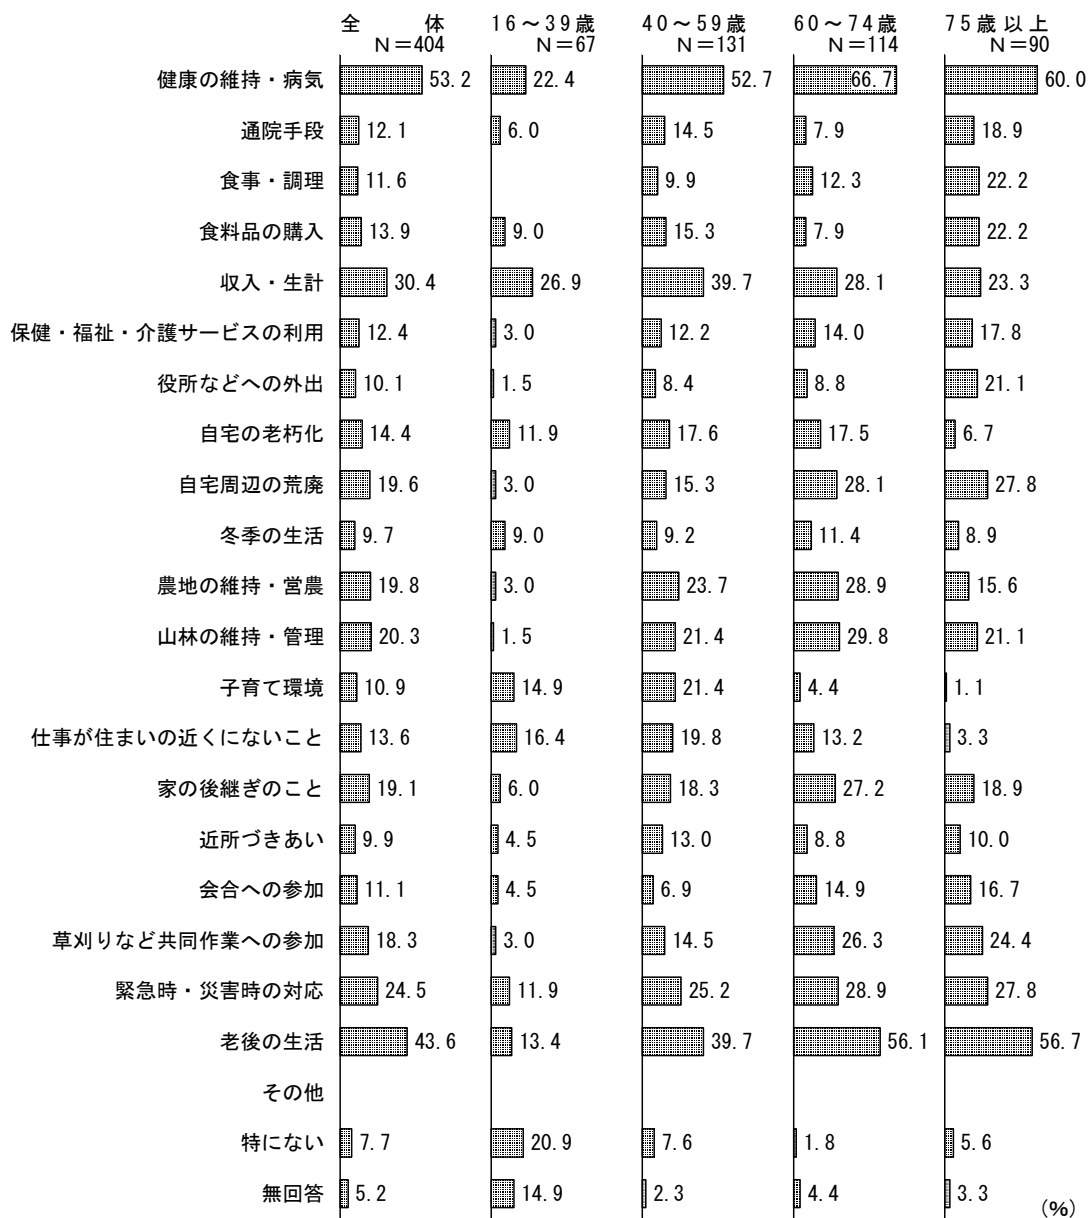 全 体 16～39歳 40～59歳 60～74歳 75歳以上
N＝404 N＝67 N＝131 N＝114 N＝90
健康の維持・病気 53.2 22.4 52.7 66.7 60.0
通院手段 12.1 6.0 14.5 7.9 18.9
食事・調理 11.6 9.9 12.3 22.2
食料品の購入 13.9 9.0 15.3 7.9 22.2
収入・生計 30.4 26.9 39.7 28.1 23.3
保健・福祉・介護サービスの利用 12.4 3.0 12.2 14.0 17.8
役所などへの外出 10.1 1.5 8.4 8.8 21.1
自宅の老朽化 14.4 11.9 17.6 17.5 6.7
自宅周辺の荒廃 19.6 3.0 15.3 28.1 27.8
冬季の生活 9.7 9.0 9.2 11.4 8.9
農地の維持・営農 19.8 3.0 23.7 28.9 15.6
山林の維持・管理 20.3 1.5 21.4 29.8 21.1
子育て環境 10.9 14.9 21.4 4.4 1.1
仕事が住まいの近くにないこと 13.6 16.4 19.8 13.2 3.3
家の後継ぎのこと 19.1 6.0 18.3 27.2 18.9
近所づきあい 9.9 4.5 13.0 8.8 10.0
会合への参加 11.1 4.5 6.9 14.9 16.7
草刈りなど共同作業への参加 18.3 3.0 14.5 26.3 24.4
緊急時・災害時の対応 24.5 11.9 25.2 28.9 27.8
老後の生活 43.6 13.4 39.7 56.1 56.7
その他
特にない 7.7 20.9 7.6 1.8 5.6
無回答 5.2 14.9 2.3 4.4 3.3
(%)